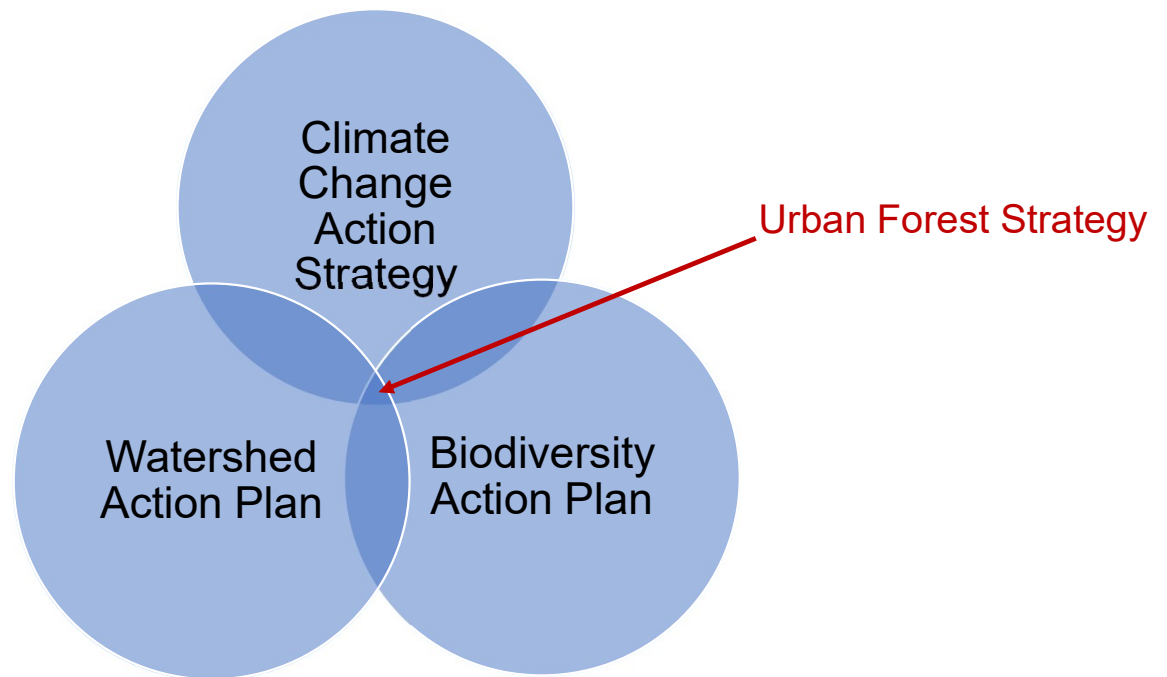 Climate
Change
Action
Strategy
Urban Forest Strategy
Watershed
Action Plan
Biodiversity
Action Plan